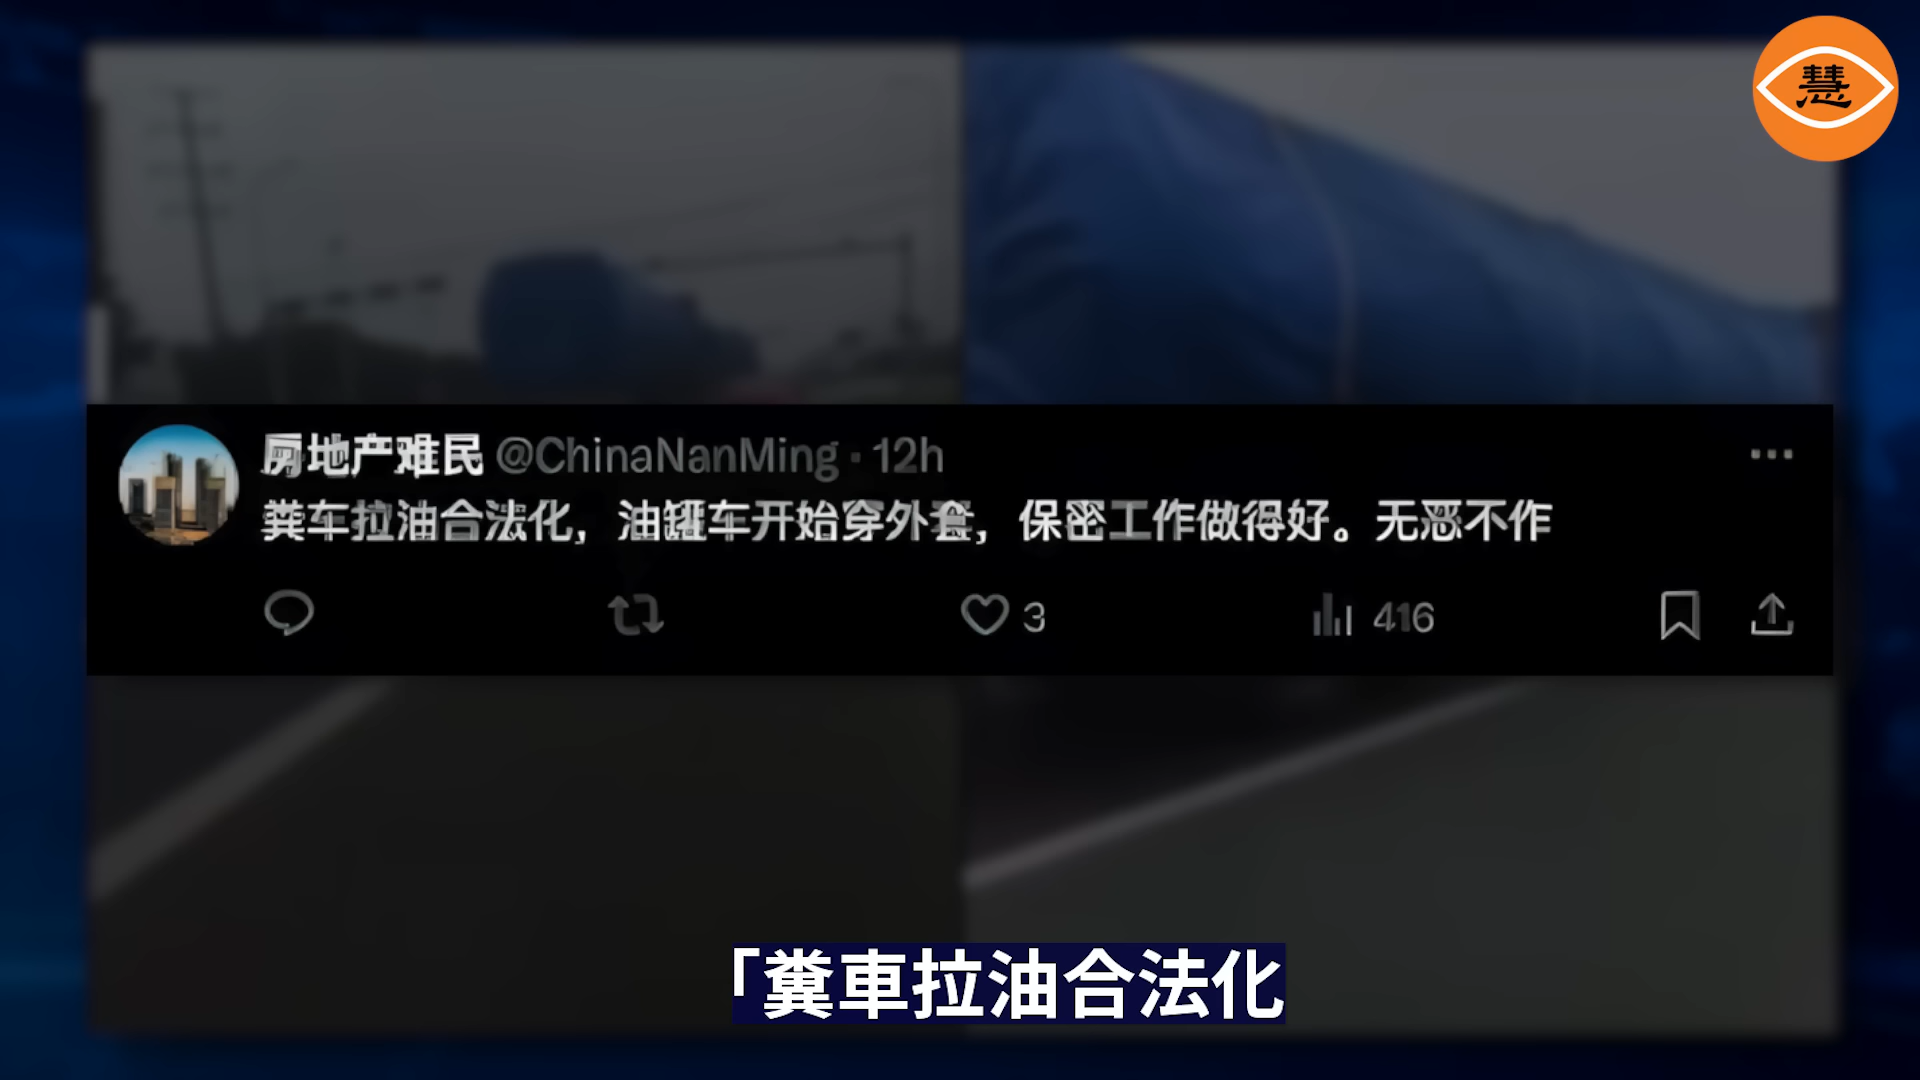 慧
房地产难民 @ChinaNanMing · 12h
粪车拉油合法化，油罐车开始穿外套，保密工作做得好。无恶不作
3
416
「糞車拉油合法化